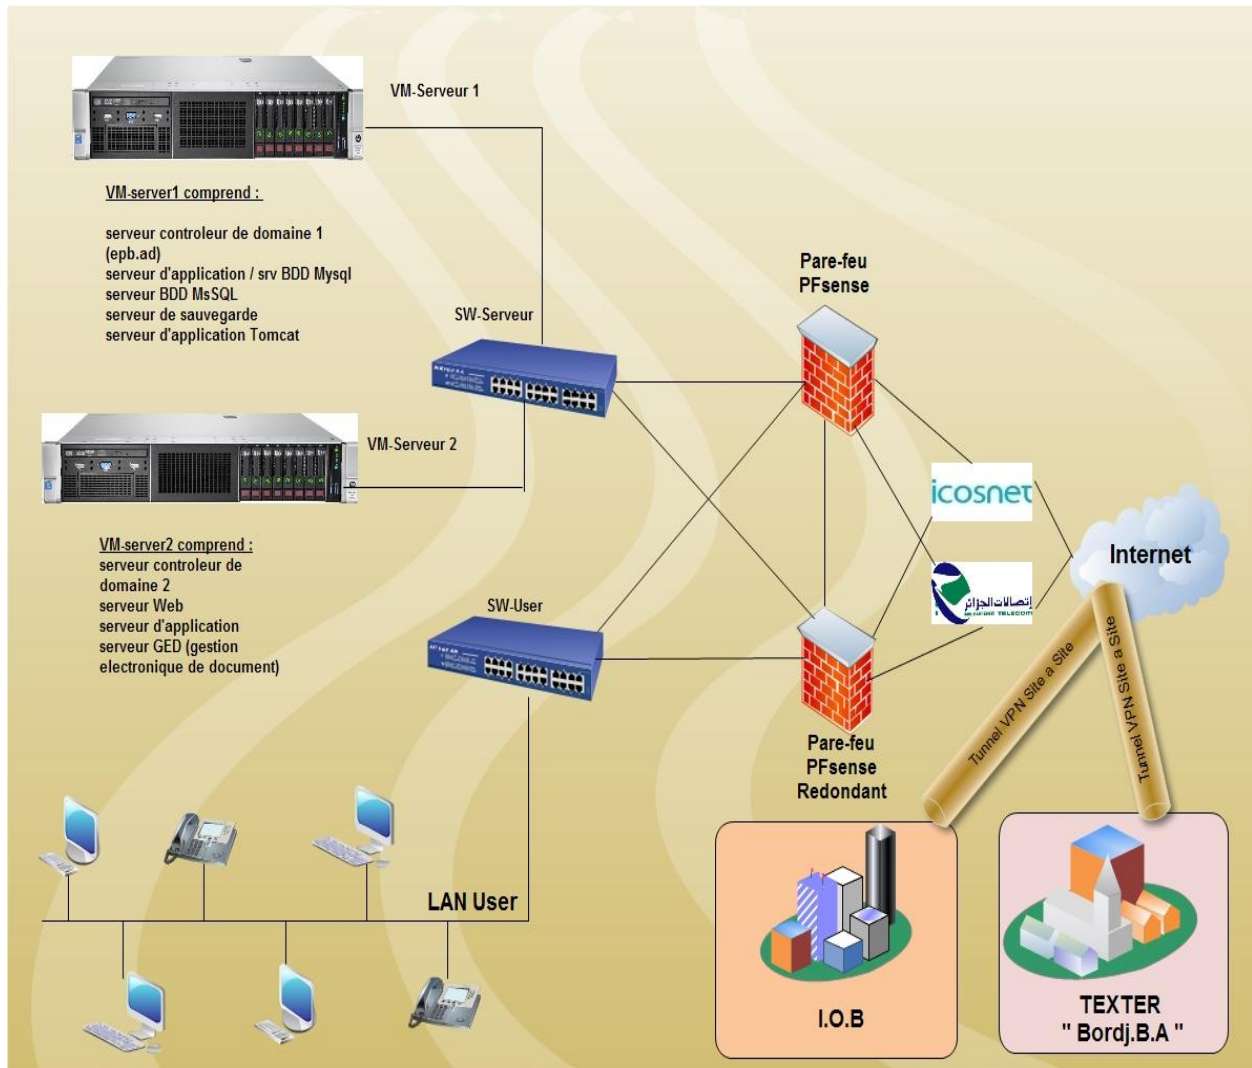 VM-Serveur 1
VM-server1 comprend :
serveur controleur de domaine 1
(epb.ad)
serveur d'application / srv BDD Mysql
serveur BDD MsSQL
serveur de sauvegarde
serveur d'application Tomcat
SW-Serveur
Pare-feu
PFsense
VM-Serveur 2
VM-server2 comprend :
serveur controleur de
domaine 2
serveur Web
serveur d'application
serveur GED (gestion
electronique de document)
SW-User
icosnet
إتصالات الجزائر
Internet
Tunnel VPN Site a Site
Tunnel VPN Site a Site
Pare-feu
PFsense
Redondant
LAN User
I.O.B
TEXTER
" Bordj.B.A "